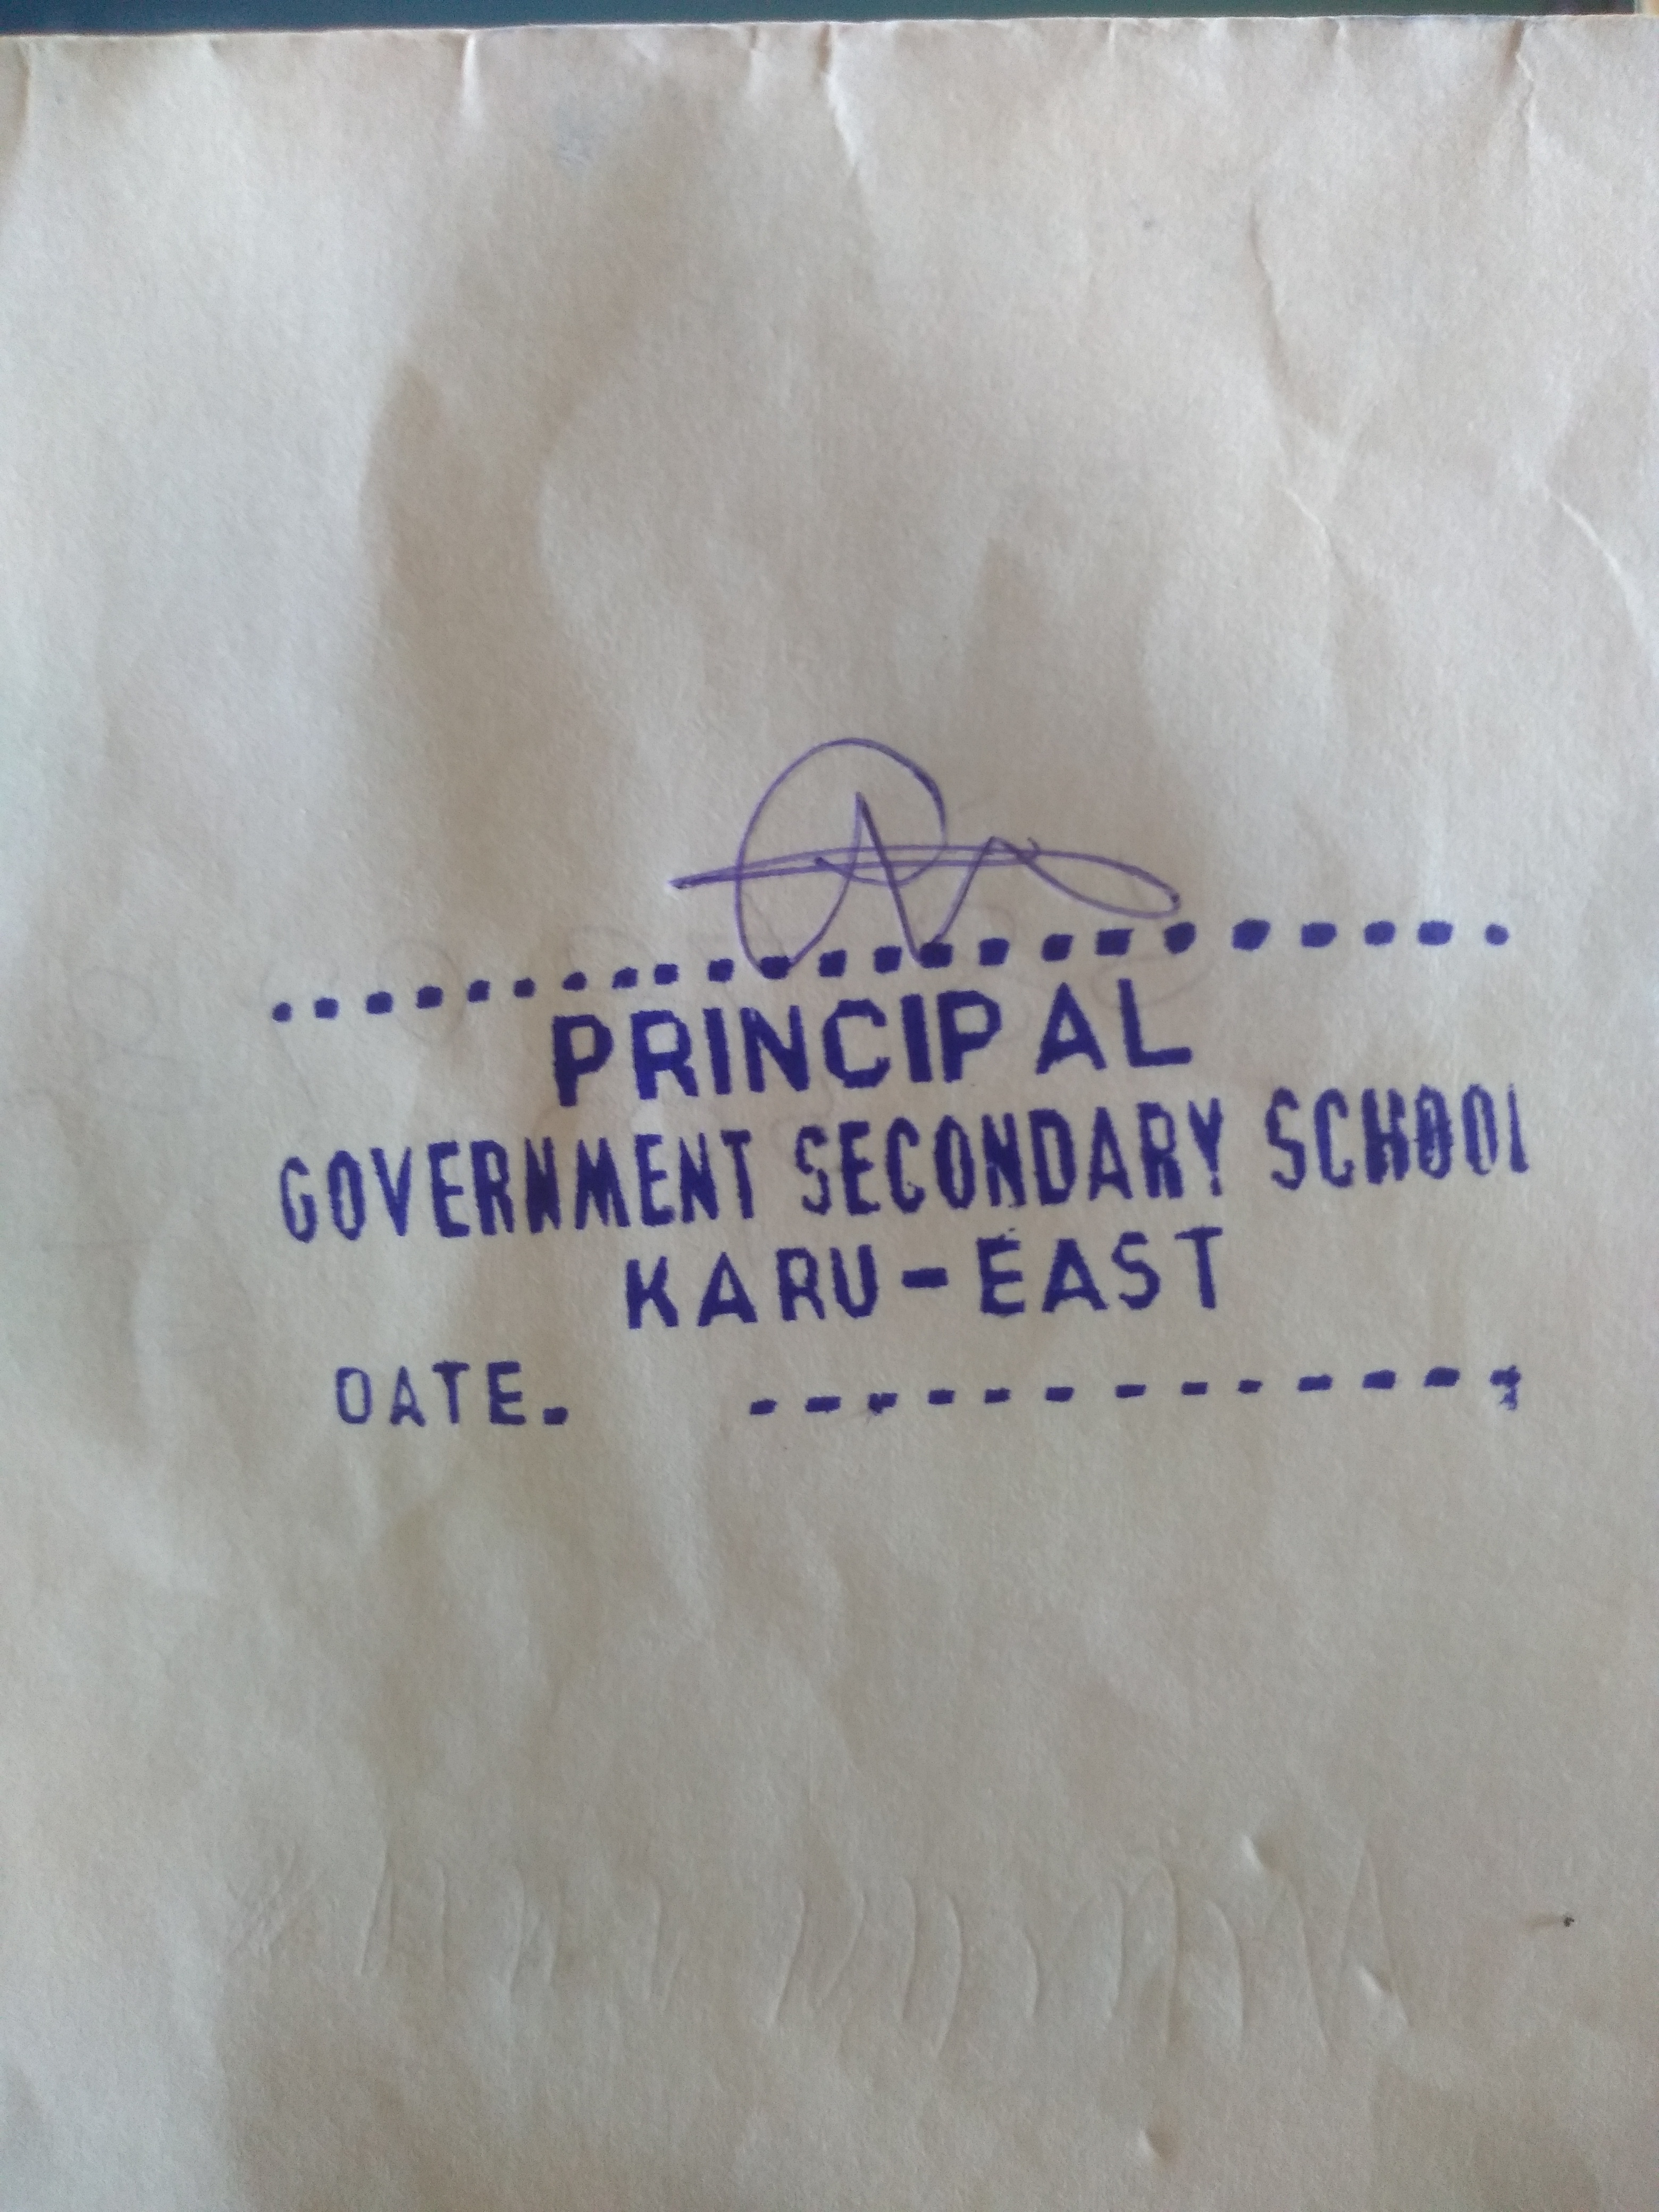 PRINCIPAL
GOVERNMENT SECONDARY SCHOOL
KARU-EAST
DATE.